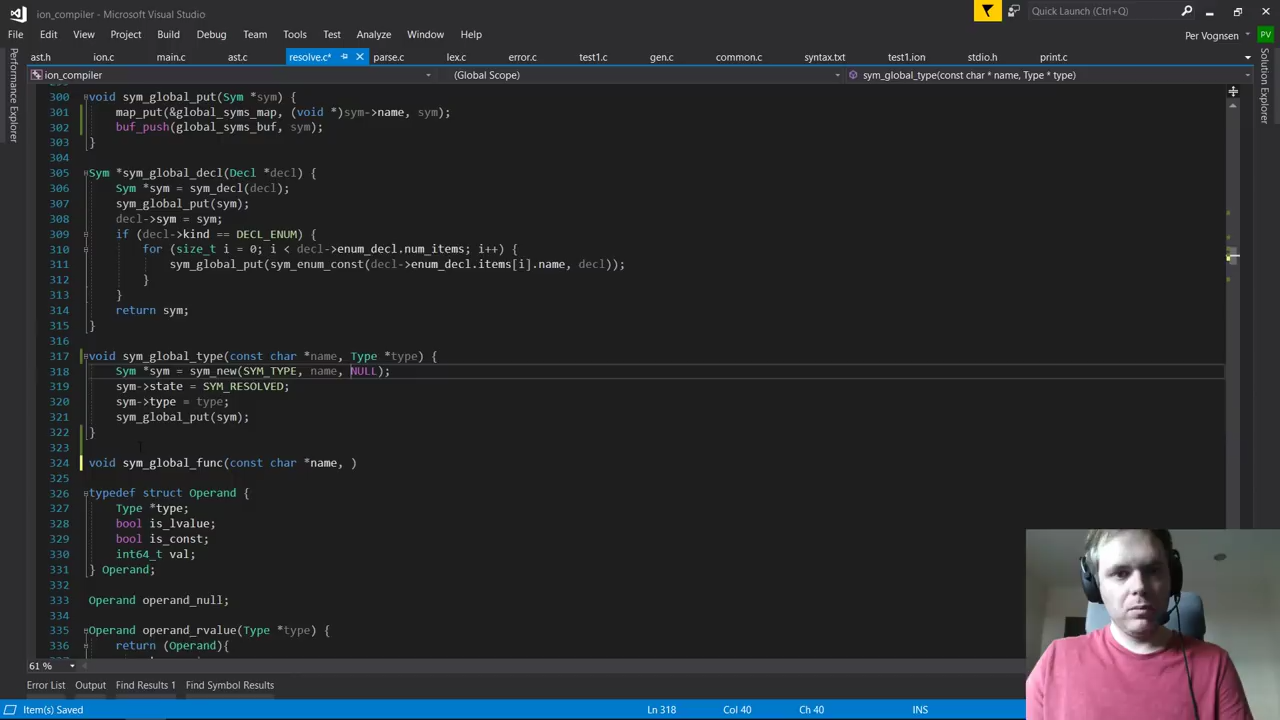 ion_compiler - Microsoft Visual Studio
Quick Launch (Ctrl+Q)
File Edit View Project Build Debug Team Tools Test Analyze Window Help
Per Vognsen PV
ast.h ion.c main.c ast.c resolve.c* parse.c lex.c error.c test1.c gen.c common.c syntax.txt test1.ion stdio.h print.c
ion_compiler (Global Scope) sym_global_type(const char * name, Type * type)
Performance Explorer
Solution Explorer
300 void sym_global_put(Sym *sym) {
301 map_put(&global_syms_map, (void *)sym->name, sym);
302 buf_push(global_syms_buf, sym);
303 }
304
305 Sym *sym_global_decl(Decl *decl) {
306 Sym *sym = sym_decl(decl);
307 sym_global_put(sym);
308 decl->sym = sym;
309 if (decl->kind == DECL_ENUM) {
310 for (size_t i = 0; i < decl->enum_decl.num_items; i++) {
311 sym_global_put(sym_enum_const(decl->enum_decl.items[i].name, decl));
312 }
313 }
314 return sym;
315 }
316
317 void sym_global_type(const char *name, Type *type) {
318 Sym *sym = sym_new(SYM_TYPE, name, NULL);
319 sym->state = SYM_RESOLVED;
320 sym->type = type;
321 sym_global_put(sym);
322 }
323
324 void sym_global_func(const char *name, )
325
326 typedef struct Operand {
327 Type *type;
328 bool is_lvalue;
329 bool is_const;
330 int64_t val;
331 } Operand;
332
333 Operand operand_null;
334
335 Operand operand_rvalue(Type *type) {
336 return (Operand){
61 %
Error List Output Find Results 1 Find Symbol Results
Item(s) Saved Ln 318 Col 40 Ch 40 INS